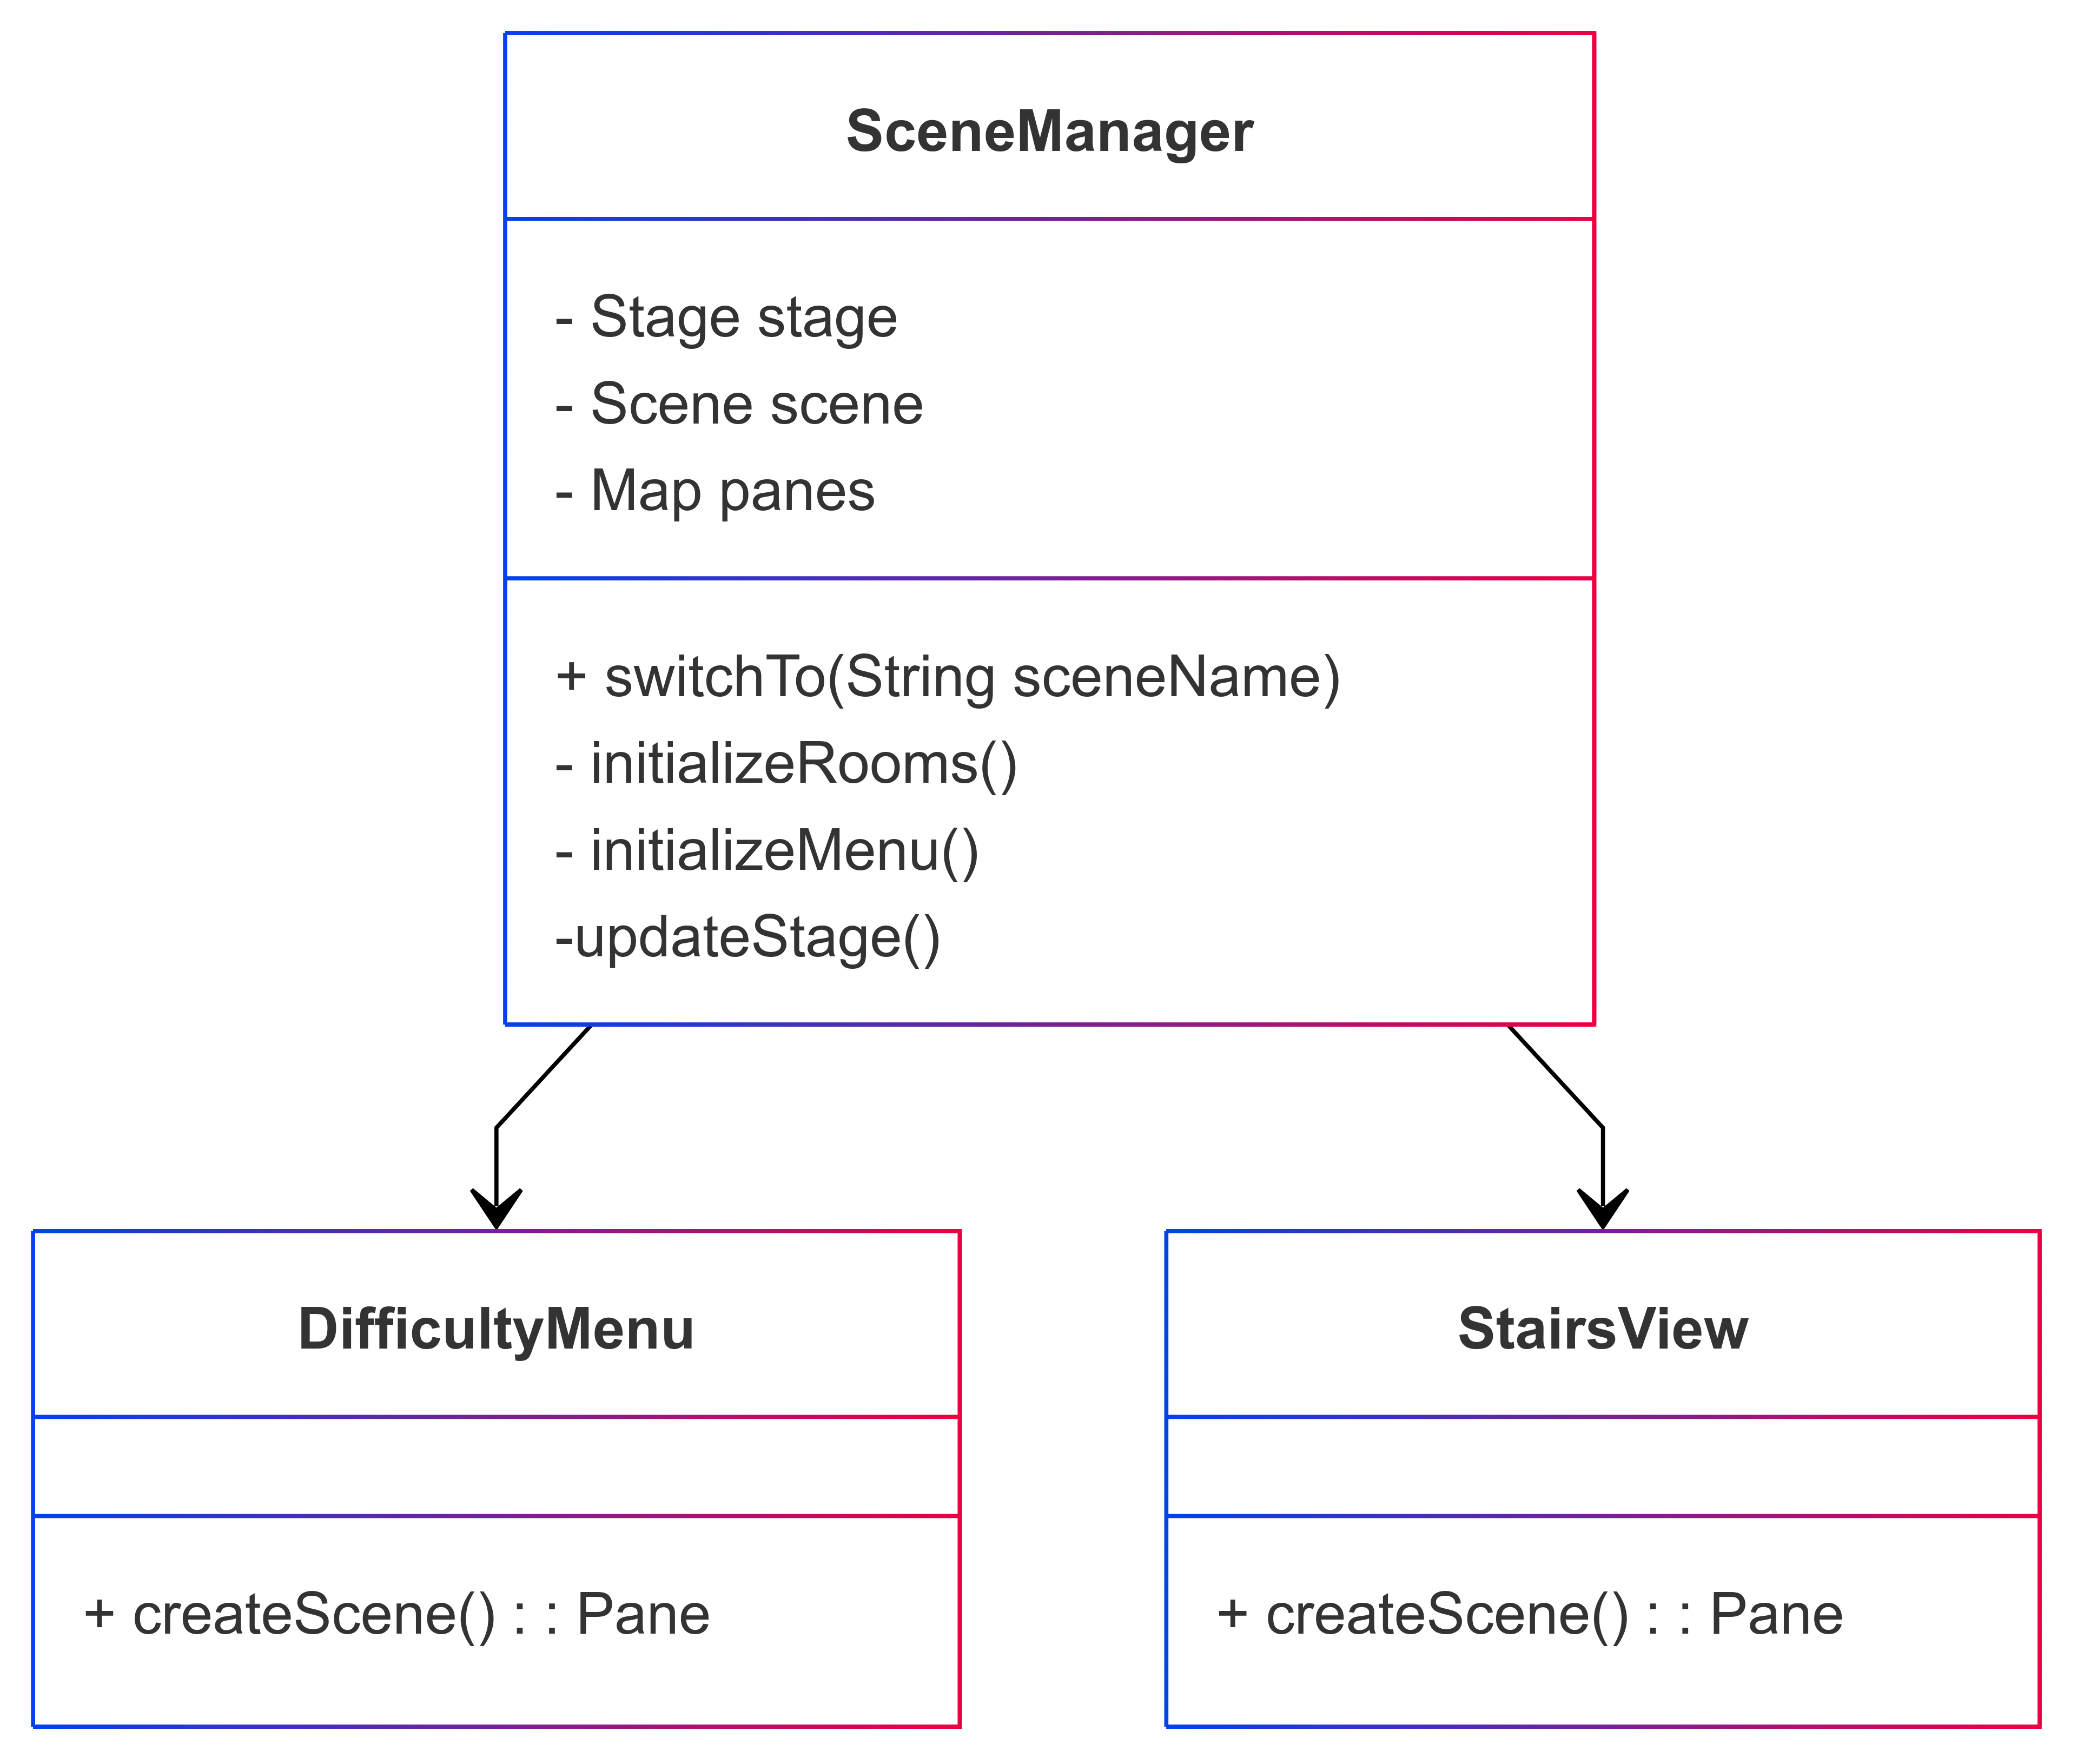 SceneManager
- Stage stage
- Scene scene
- Map panes
+ switchTo(String sceneName)
- initializeRooms()
- initializeMenu()
-updateStage()
DifficultyMenu
+ createScene() : : Pane
StairsView
+ createScene() : : Pane